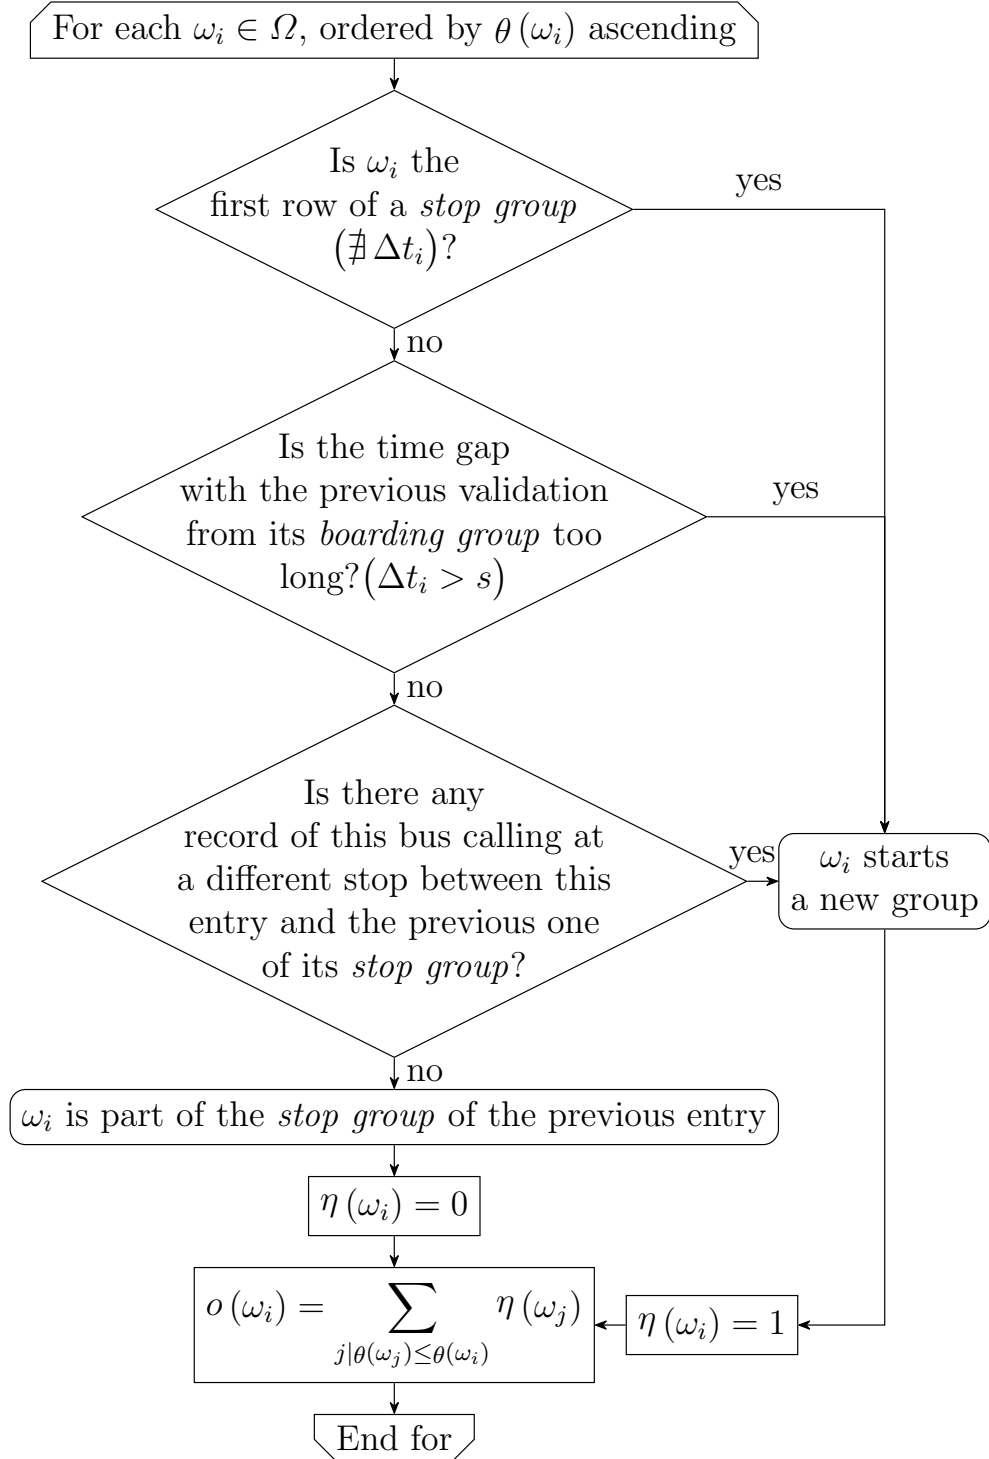 For each ωᵢ ∈ Ω, ordered by θ (ωᵢ) ascending
Is ωᵢ the
first row of a stop group
(∄ Δtᵢ)?
yes
no
Is the time gap
with the previous validation
from its boarding group too
long?(Δtᵢ > s)
yes
no
Is there any
record of this bus calling at
a different stop between this
entry and the previous one
of its stop group?
yes
ωᵢ starts
a new group
no
ωᵢ is part of the stop group of the previous entry
η (ωᵢ) = 0
o (ωᵢ) = ∑ η (ωⱼ)
j|θ(ωⱼ)≤θ(ωᵢ)
η (ωᵢ) = 1
End for